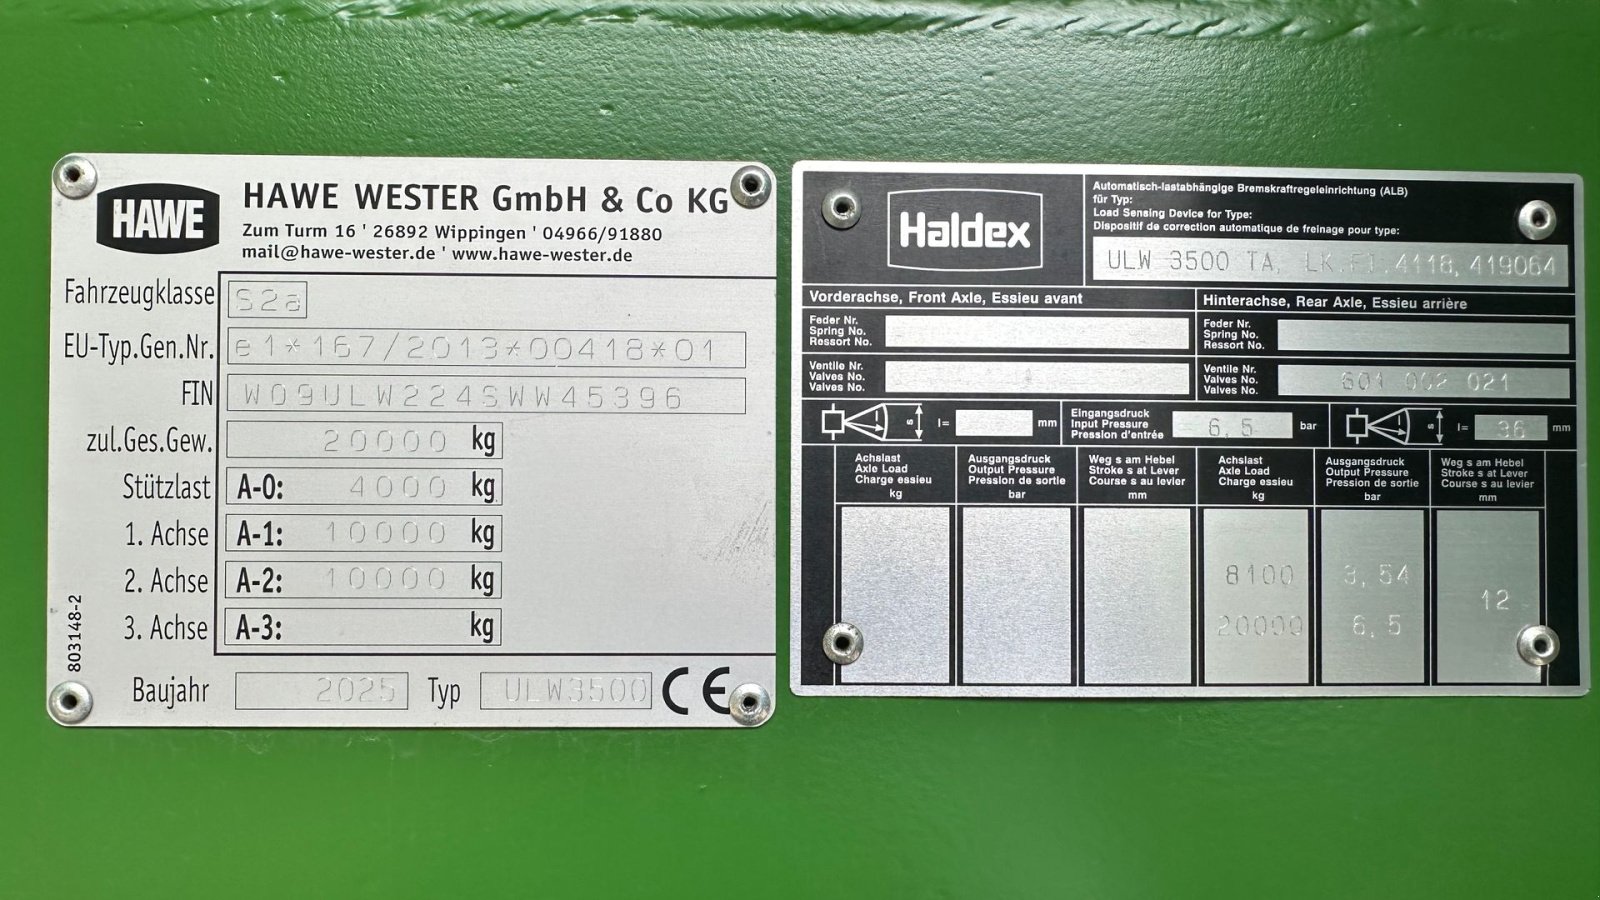 HAWE
HAWE WESTER GmbH & Co KG
Zum Turm 16 ' 26892 Wippingen ' 04966/91880
mail@hawe-wester.de ' www.hawe-wester.de
Fahrzeugklasse S2a
EU-Typ.Gen.Nr. e1*167/2013*00418*01
FIN W09ULW224SWW45396
zul.Ges.Gew. 20000 kg
Stützlast A-0: 4000 kg
1. Achse A-1: 10000 kg
2. Achse A-2: 10000 kg
3. Achse A-3: kg
Baujahr 2025 Typ ULW3500 CE
803148-2
Haldex
Automatisch-lastabhängige Bremskraftregeleinrichtung (ALB)
für Typ:
Load Sensing Device for Type:
Dispositif de correction automatique de freinage pour type:
ULW 3500 TA, LK.FI.4118, 419064
Vorderachse, Front Axle, Essieu avant
Feder Nr.
Spring No.
Ressort No.
Ventile Nr.
Valves No.
Valves No.
Hinterachse, Rear Axle, Essieu arrière
Feder Nr.
Spring No.
Ressort No.
Ventile Nr.
Valves No.
Valves No.
601 002 021
s l= mm
Eingangsdruck
Input Pressure
Pression d'entrée
6,5 bar
s l= 36 mm
Achslast
Axle Load
Charge essieu
kg
Ausgangsdruck
Output Pressure
Pression de sortie
bar
Weg s am Hebel
Stroke s at Lever
Course s au levier
mm
Achslast
Axle Load
Charge essieu
kg
Ausgangsdruck
Output Pressure
Pression de sortie
bar
Weg s am Hebel
Stroke s at Lever
Course s au levier
mm
8100 3,54
12
20000 6,5